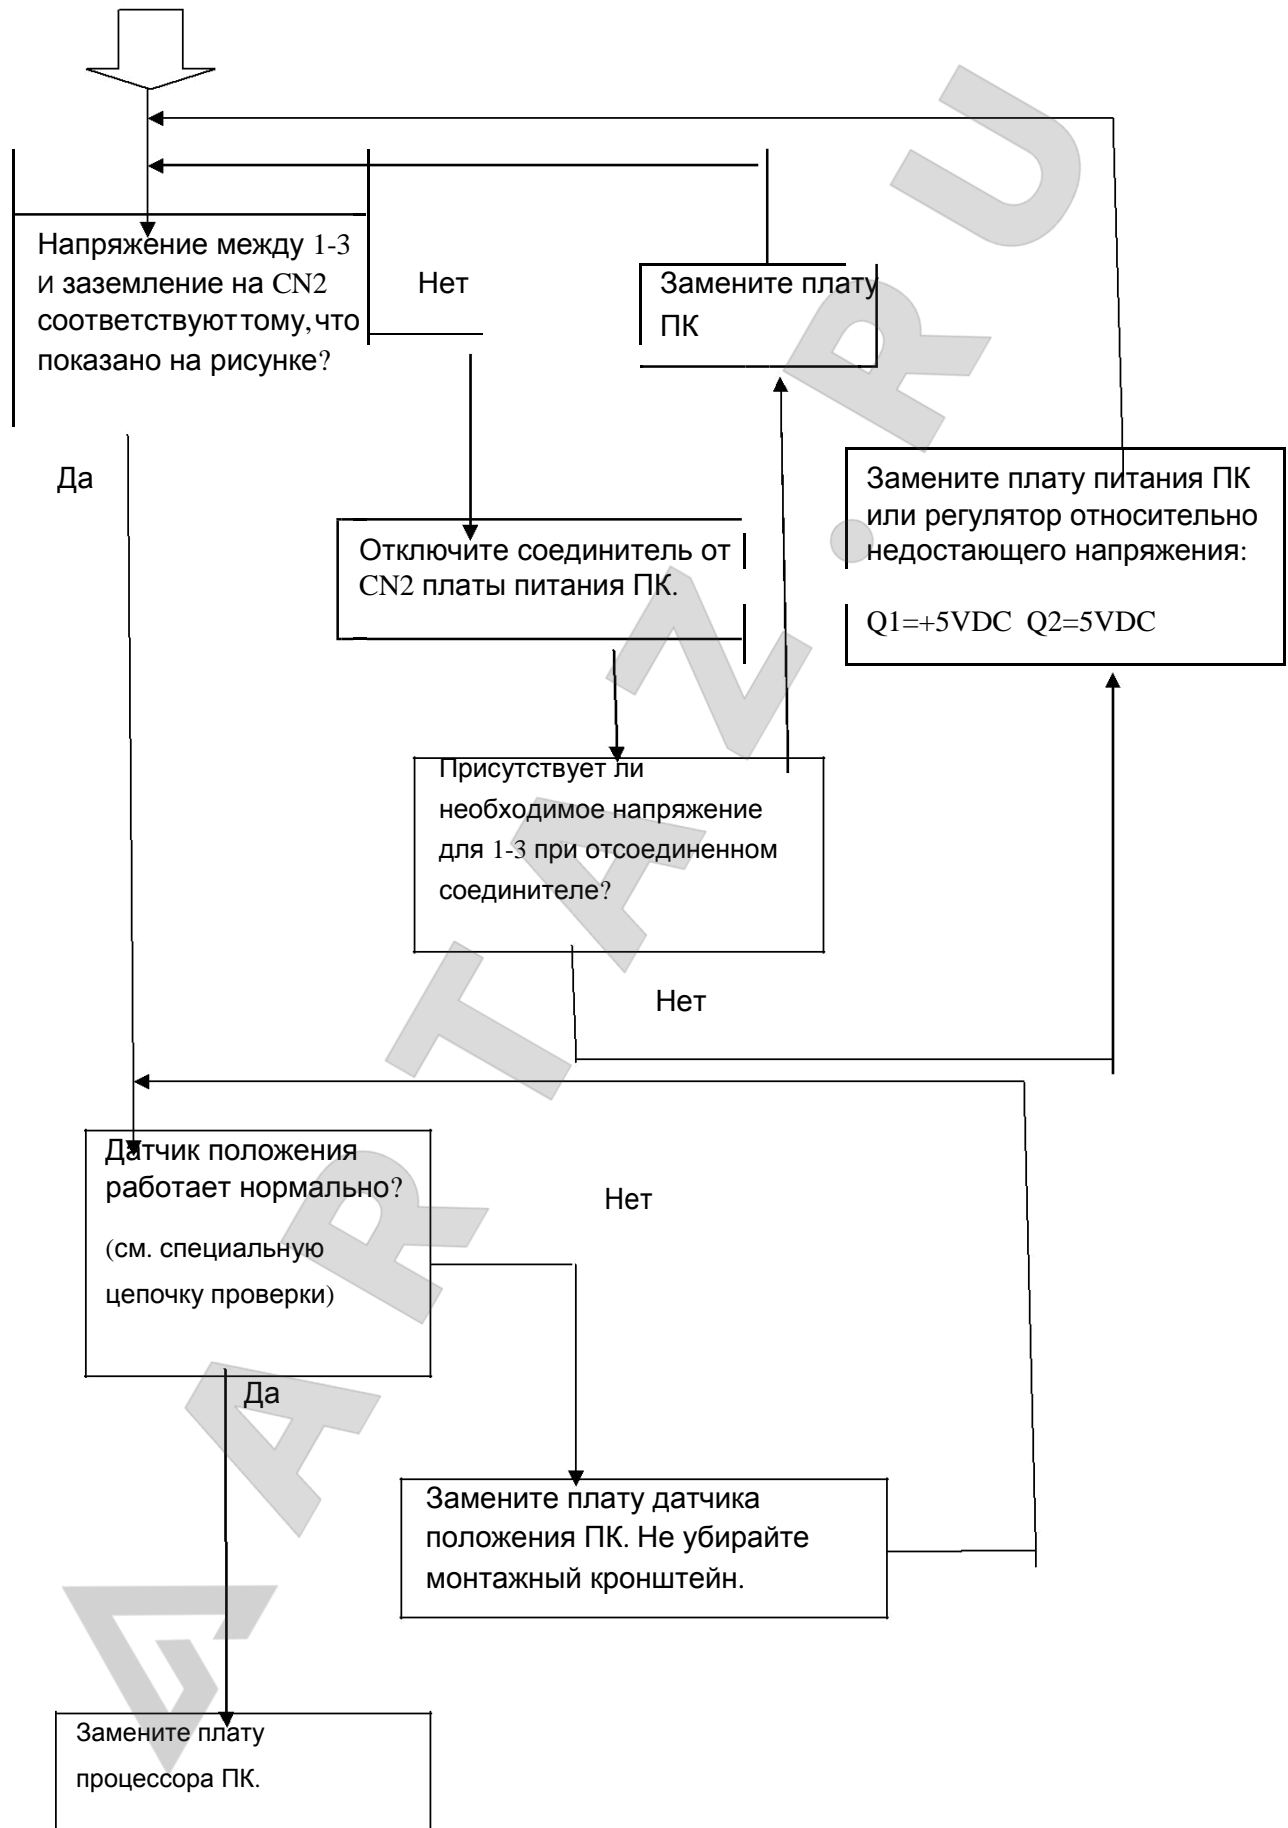 Напряжение между 1-3
и заземление на CN2
соответствуют тому, что
показано на рисунке?
Нет
Замените плату
ПК
Да
Замените плату питания ПК
или регулятор относительно
недостающего напряжения:
Q1=+5VDC Q2=5VDC
Отключите соединитель от
CN2 платы питания ПК.
Присутствует ли
необходимое напряжение
для 1-3 при отсоединенном
соединителе?
Нет
Датчик положения
работает нормально?
(см. специальную
цепочку проверки)
Нет
Да
Замените плату датчика
положения ПК. Не убирайте
монтажный кронштейн.
Замените плату
процессора ПК.
ARTAZ.RU